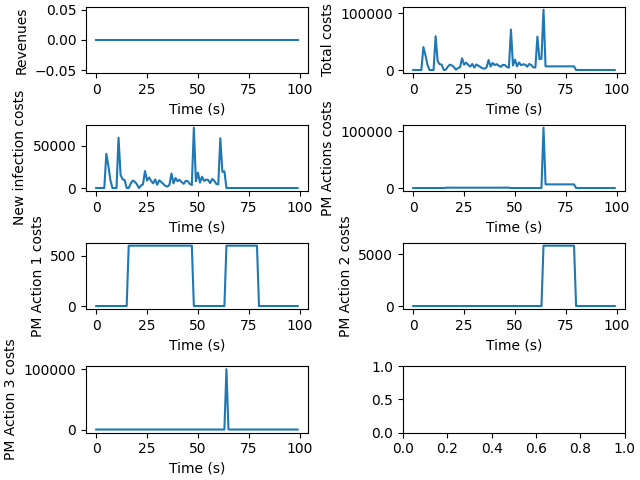 Revenues
0.05
0.00
−0.05
0 25 50 75 100
Time (s)
Total costs
100000
0
0 25 50 75 100
Time (s)
New infection costs
50000
0
0 25 50 75 100
Time (s)
PM Actions costs
100000
0
0 25 50 75 100
Time (s)
PM Action 1 costs
500
0
0 25 50 75 100
Time (s)
PM Action 2 costs
5000
0
0 25 50 75 100
Time (s)
PM Action 3 costs
100000
0
0 25 50 75 100
Time (s)
1.0
0.5
0.0
0.0 0.2 0.4 0.6 0.8 1.0